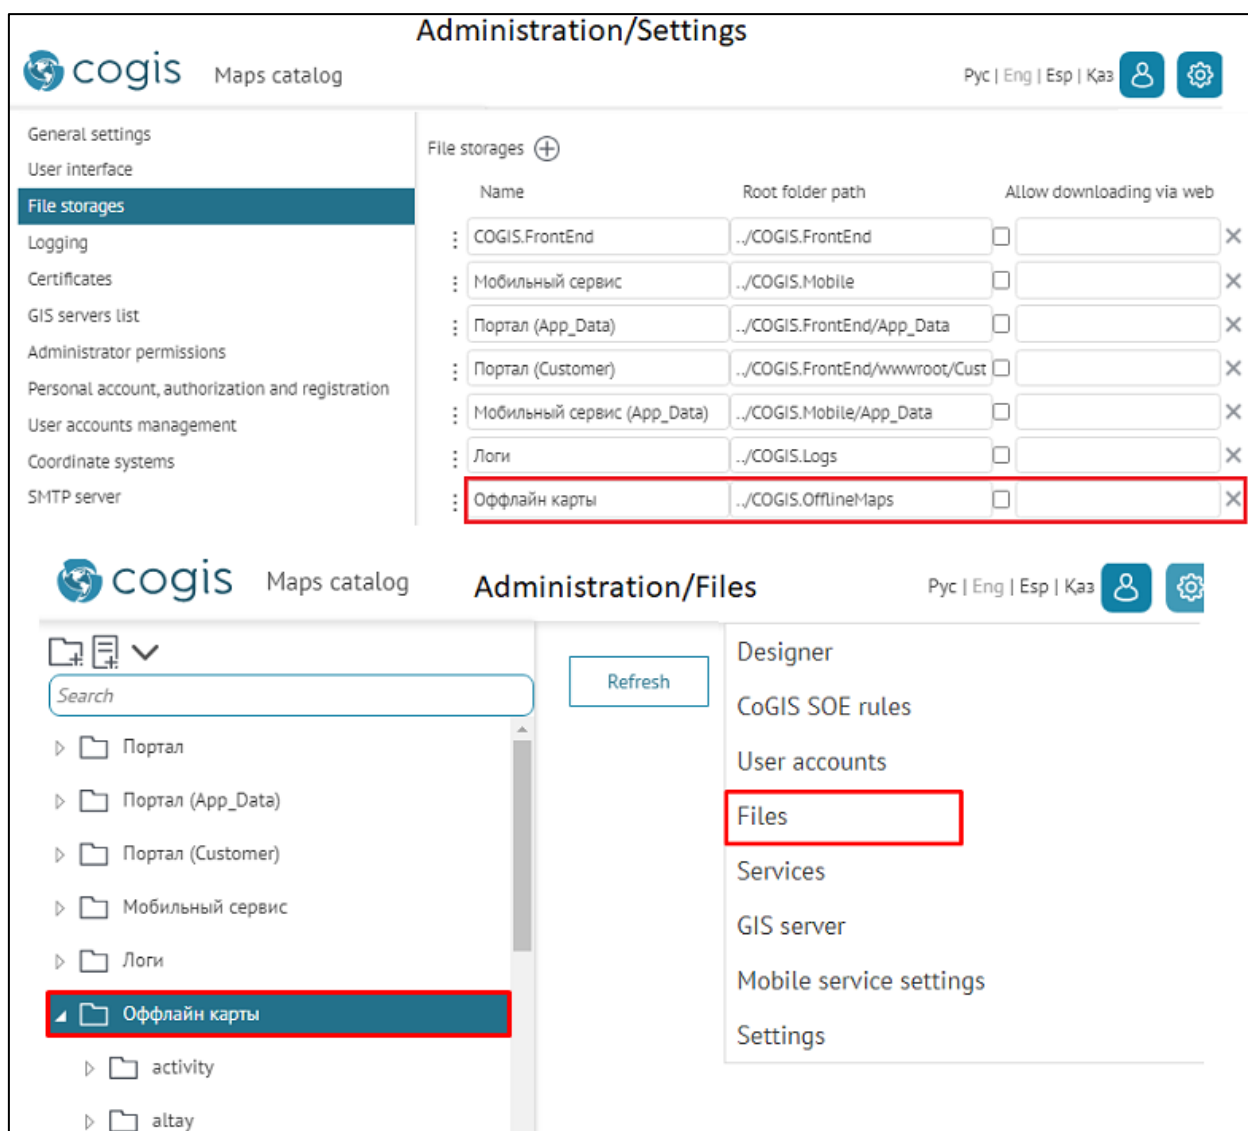 Administration/Settings
cogis Maps catalog Рус | Eng | Esp | Қаз
General settings
User interface
File storages
Logging
Certificates
GIS servers list
Administrator permissions
Personal account, authorization and registration
User accounts management
Coordinate systems
SMTP server
File storages
Name Root folder path Allow downloading via web
COGIS.FrontEnd ../COGIS.FrontEnd
Мобильный сервис ../COGIS.Mobile
Портал (App_Data) ../COGIS.FrontEnd/App_Data
Портал (Customer) ../COGIS.FrontEnd/wwwroot/Cust
Мобильный сервис (App_Data) ../COGIS.Mobile/App_Data
Логи ../COGIS.Logs
Оффлайн карты ../COGIS.OfflineMaps
cogis Maps catalog Administration/Files Рус | Eng | Esp | Қаз
Search
Портал
Портал (App_Data)
Портал (Customer)
Мобильный сервис
Логи
Оффлайн карты
activity
altay
Refresh
Designer
CoGIS SOE rules
User accounts
Files
Services
GIS server
Mobile service settings
Settings